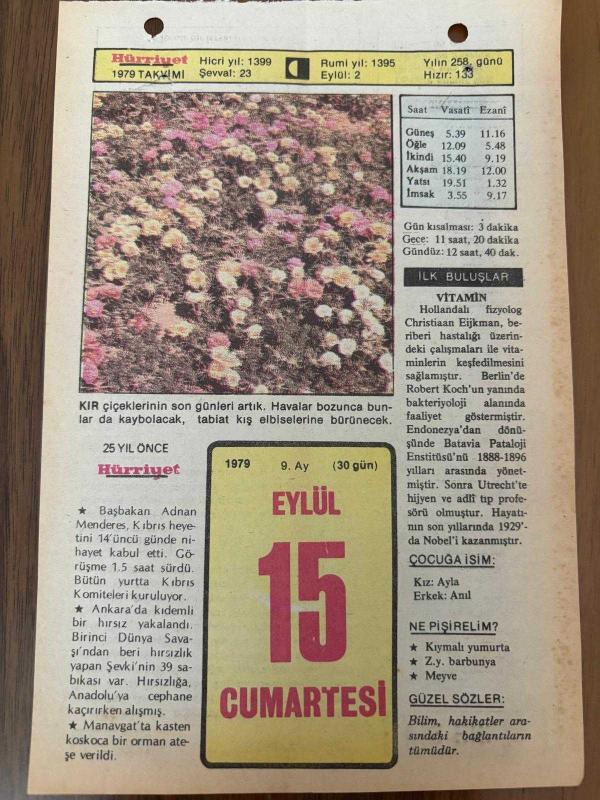 Hürriyet
1979 TAKVİMİ
Hicri yıl: 1399
Şevval: 23
Rumi yıl: 1395
Eylül: 2
Yılın 258. günü
Hızır: 133
Saat Vasatî Ezanî
Güneş 5.39 11.16
Öğle 12.09 5.48
İkindi 15.40 9.19
Akşam 18.19 12.00
Yatsı 19.51 1.32
İmsak 3.55 9.17
Gün kısalması: 3 dakika
Gece: 11 saat, 20 dakika
Gündüz: 12 saat, 40 dak.
İLK BULUŞLAR
VİTAMİN
Hollandalı fizyolog
Christiaan Eijkman, be-
riberi hastalığı üzerin-
deki çalışmaları ile vita-
minlerin keşfedilmesini
sağlamıştır. Berlin'de
Robert Koch'un yanında
bakteriyoloji alanında
faaliyet göstermiştir.
Endonezya'dan dönü-
şünde Batavia Pataloji
Enstitüsü'nü 1888-1896
yılları arasında yönet-
miştir. Sonra Utrecht'te
hijyen ve adlî tıp profe-
sörü olmuştur. Hayatı-
nın son yıllarında 1929'-
da Nobel'i kazanmıştır.
ÇOCUĞA İSİM:
Kız: Ayla
Erkek: Anıl
NE PİŞİRELİM?
★ Kıymalı yumurta
★ Z.y. barbunya
★ Meyve
GÜZEL SÖZLER:
Bilim, hakikatler ara-
sındaki bağlantıların
tümüdür.
KIR çiçeklerinin son günleri artık. Havalar bozunca bun-
lar da kaybolacak, tabiat kış elbiselerine bürünecek.
25 YIL ÖNCE
Hürriyet
★ Başbakan Adnan
Menderes, Kıbrıs heye-
tini 14'üncü günde ni-
hayet kabul etti. Gö-
rüşme 1.5 saat sürdü.
Bütün yurtta Kıbrıs
Komiteleri kuruluyor.
★ Ankara'da kıdemli
bir hırsız yakalandı.
Birinci Dünya Sava-
şı'ndan beri hırsızlık
yapan Şevki'nin 39 sa-
bıkası var. Hırsızlığa,
Anadolu'ya cephane
kaçırırken alışmış.
★ Manavgat'ta kasten
koskoca bir orman ate-
şe verildi.
1979 9. Ay (30 gün)
EYLÜL
15
CUMARTESİ